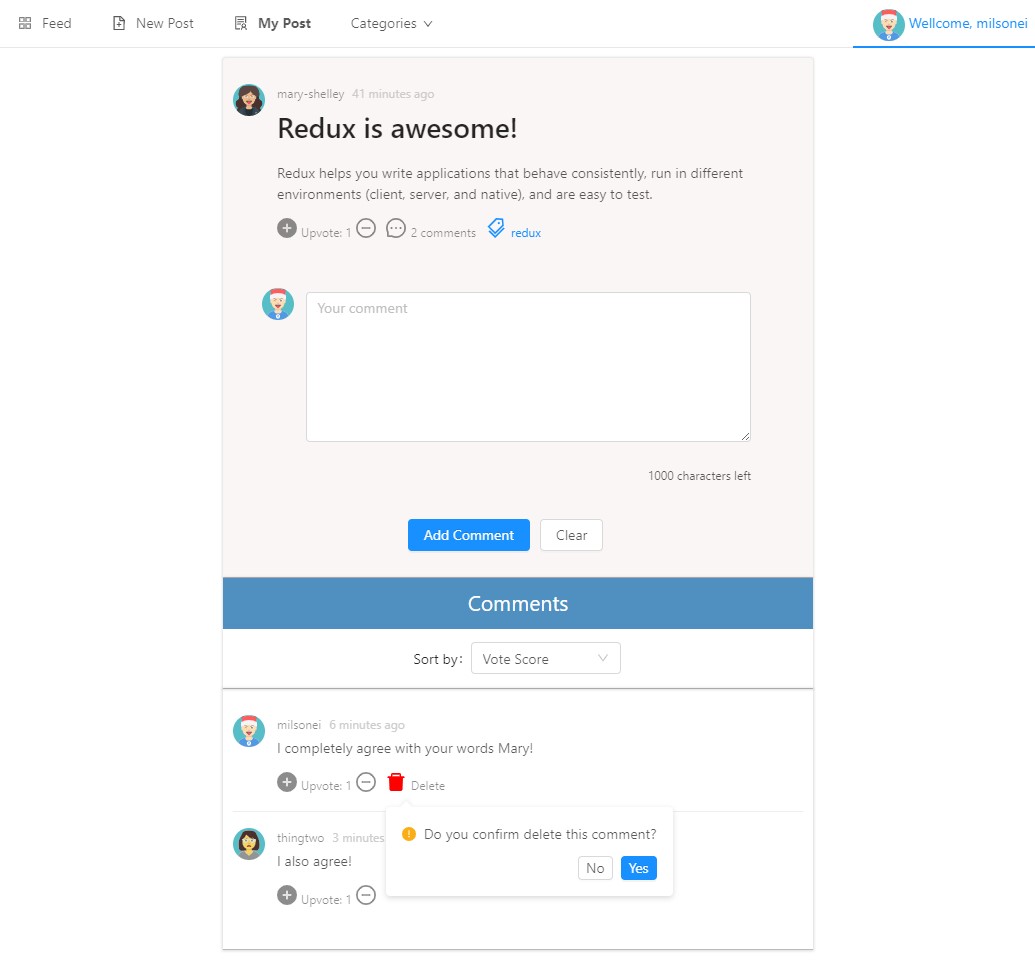 Feed New Post My Post Categories Wellcome, milsonei
mary-shelley 41 minutes ago
Redux is awesome!
Redux helps you write applications that behave consistently, run in different
environments (client, server, and native), and are easy to test.
Upvote: 1 2 comments redux
Your comment
1000 characters left
Add Comment Clear
Comments
Sort by: Vote Score
milsonei 6 minutes ago
I completely agree with your words Mary!
Upvote: 1 Delete
Do you confirm delete this comment?
No Yes
thingtwo 3 minutes
I also agree!
Upvote: 1